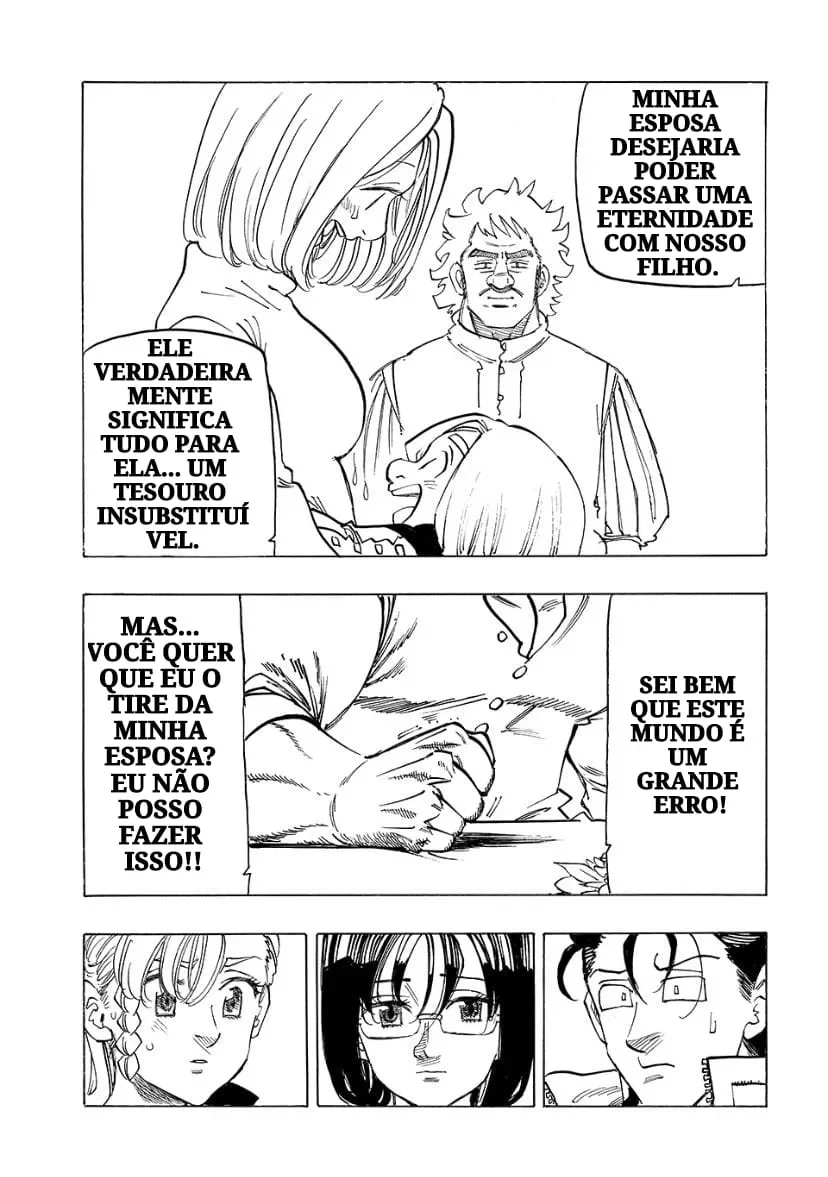 MINHA
ESPOSA
DESEJARIA
PODER
PASSAR UMA
ETERNIDADE
COM NOSSO
FILHO.
ELE
VERDADEIRA
MENTE
SIGNIFICA
TUDO PARA
ELA... UM
TESOURO
INSUBSTITUÍ
VEL.
SEI BEM
QUE ESTE
MUNDO É
UM
GRANDE
ERRO!
MAS...
VOCÊ QUER
QUE EU O
TIRE DA
MINHA
ESPOSA?
EU NÃO
POSSO
FAZER
ISSO!!